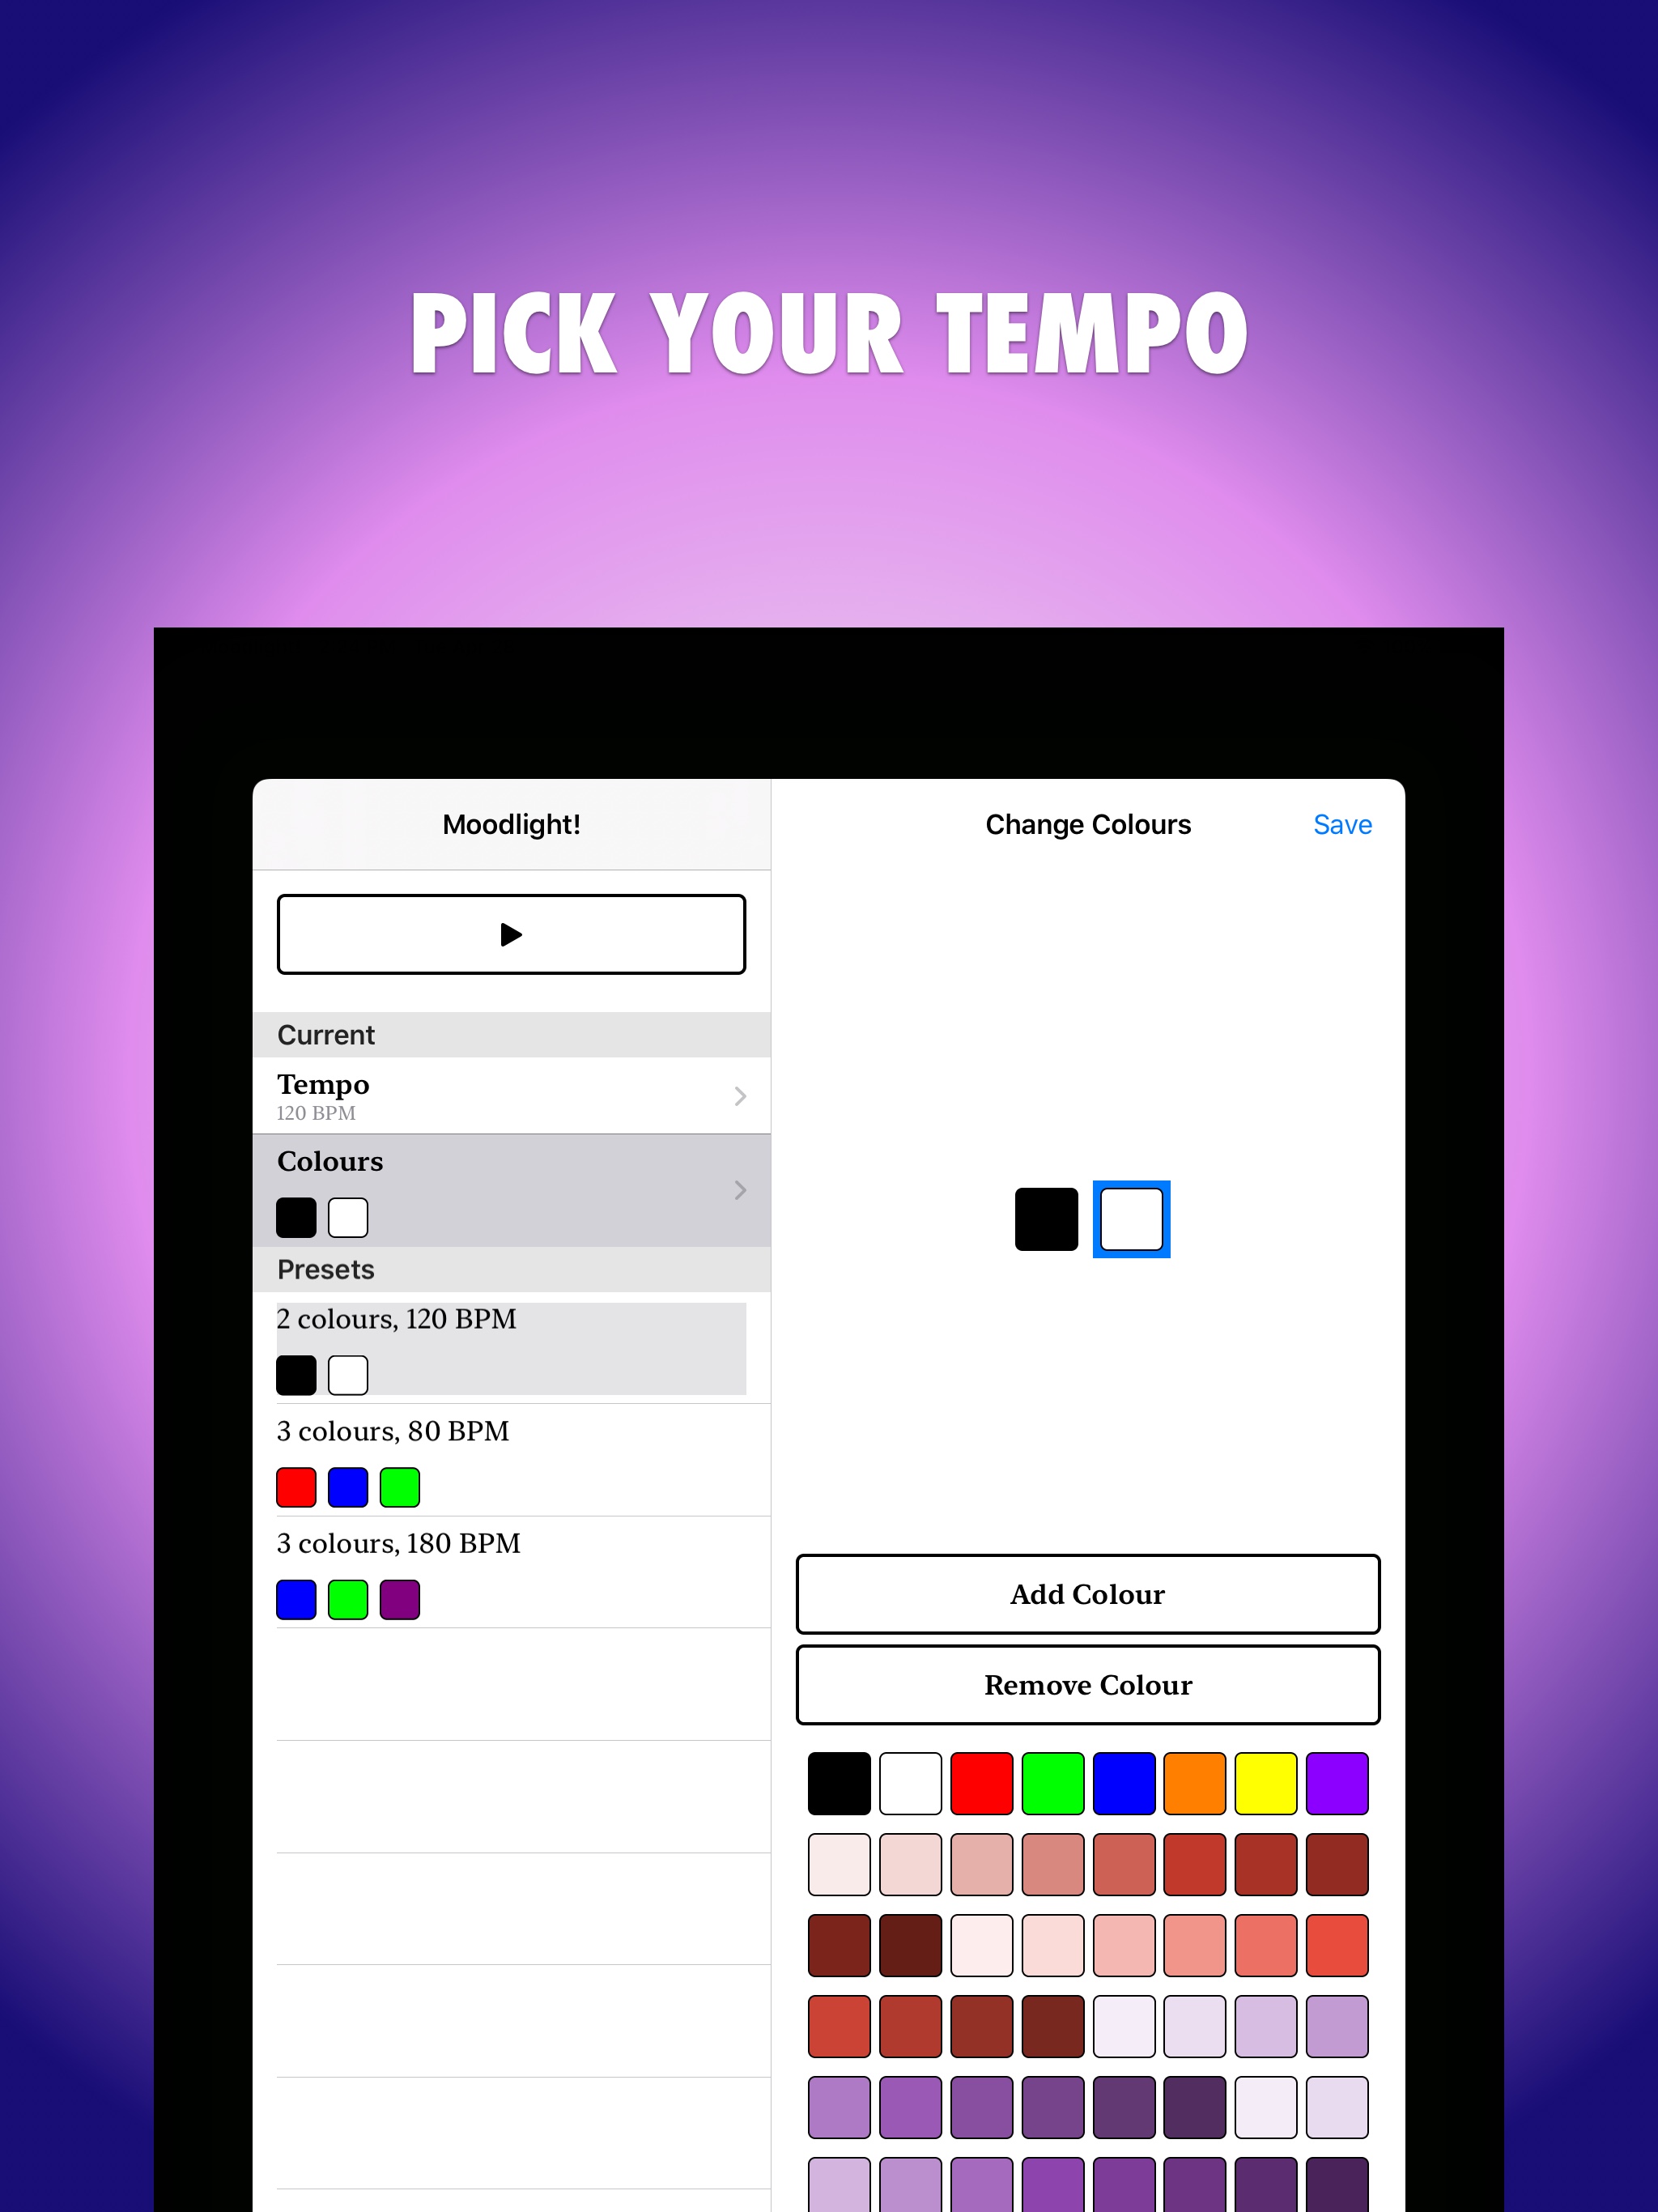 PICK YOUR TEMPO
Moodlight!
Current
Tempo
120 BPM
Colours
Presets
2 colours, 120 BPM
3 colours, 80 BPM
3 colours, 180 BPM
Change Colours
Save
Add Colour
Remove Colour